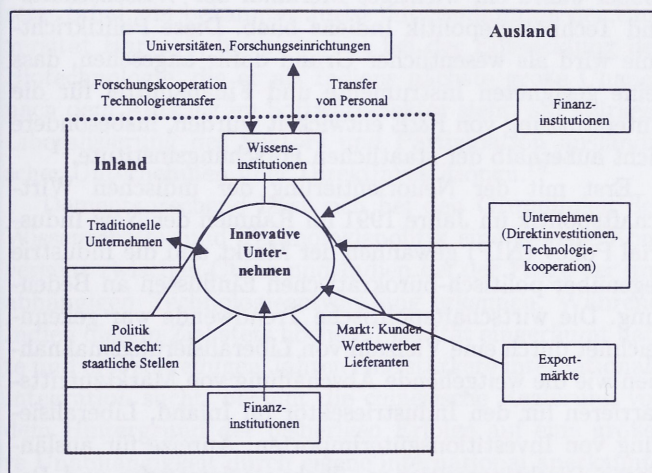 Ausland
Universitäten, Forschungseinrichtungen
Forschungskooperation
Technologietransfer
Transfer
von Personal
Finanz-
institutionen
Inland
Wissens-
institutionen
Traditionelle
Unternehmen
Innovative
Unter-
nehmen
Unternehmen
(Direktinvestitionen,
Technologie-
kooperation)
Politik
und Recht:
staatliche Stellen
Markt: Kunden
Wettbewerber
Lieferanten
Export-
märkte
Finanz-
institutionen